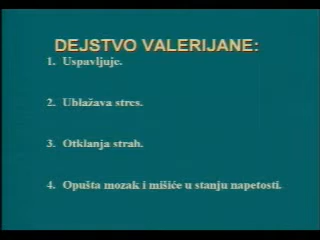 DEJSTVO VALERIJANE:
1. Uspavljuje.
2. Ublažava stres.
3. Otklanja strah.
4. Opušta mozak i mišiće u stanju napetosti.